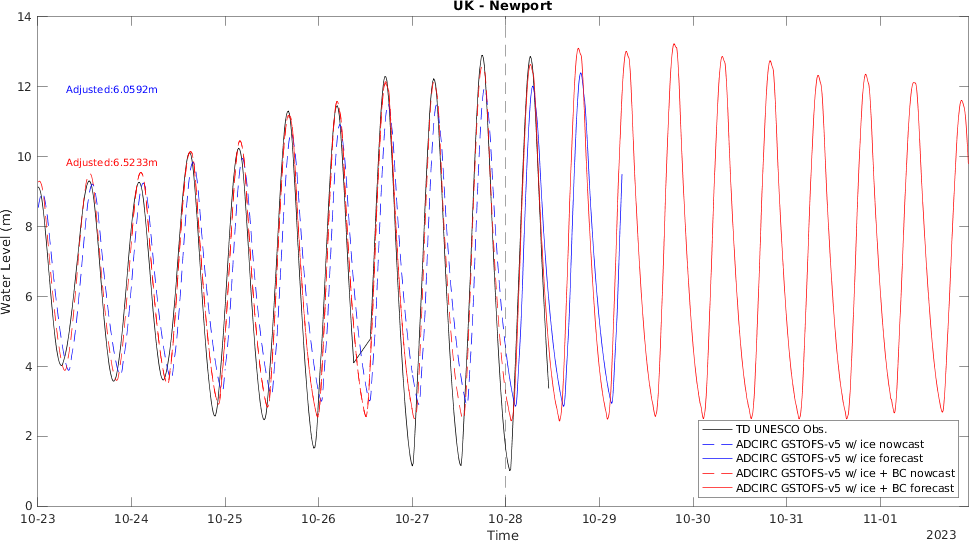 UK - Newport
14
12
10
8
6
4
2
0
Water Level (m)
Adjusted:6.0592m
Adjusted:6.5233m
TD UNESCO Obs.
ADCIRC GSTOFS-v5 w/ ice nowcast
ADCIRC GSTOFS-v5 w/ ice forecast
ADCIRC GSTOFS-v5 w/ ice + BC nowcast
ADCIRC GSTOFS-v5 w/ ice + BC forecast
10-23 10-24 10-25 10-26 10-27 10-28 10-29 10-30 10-31 11-01
Time
2023